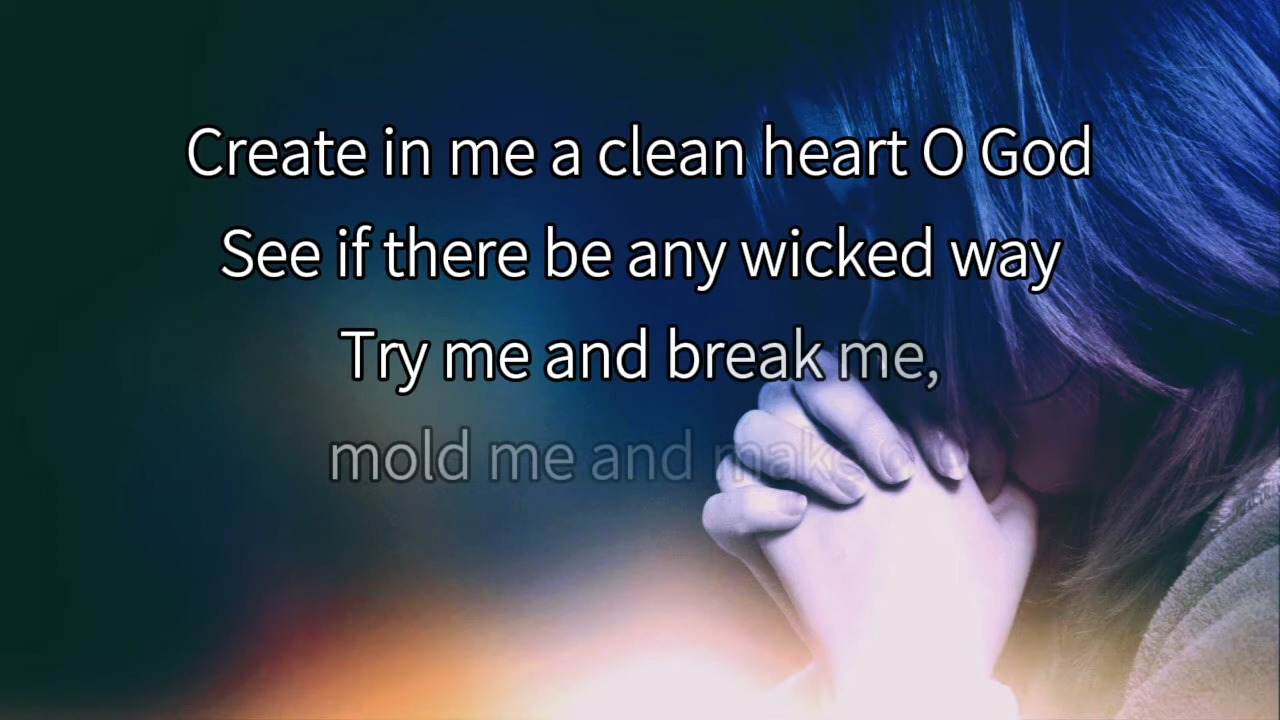 Create in me a clean heart O God
See if there be any wicked way
Try me and break me,
mold me and make